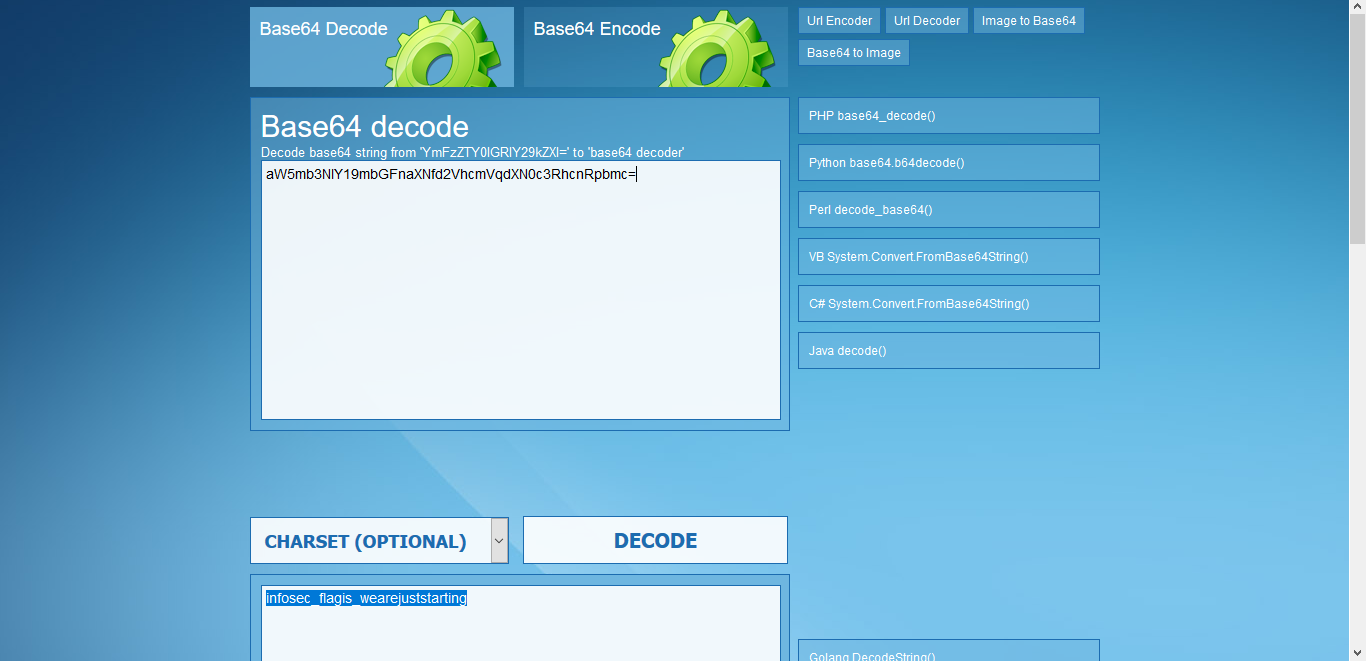 Base64 Decode
Base64 Encode
Url Encoder
Url Decoder
Image to Base64
Base64 to Image
Base64 decode
Decode base64 string from 'YmFzZTY0IGRlY29kZXI=' to 'base64 decoder'
aW5mb3NlY19mbGFnaXNfd2VhcmVqdXN0c3RhcnRpbmc=
PHP base64_decode()
Python base64.b64decode()
Perl decode_base64()
VB System.Convert.FromBase64String()
C# System.Convert.FromBase64String()
Java decode()
CHARSET (OPTIONAL)
DECODE
infosec_flagis_wearejuststarting
Golang DecodeString()